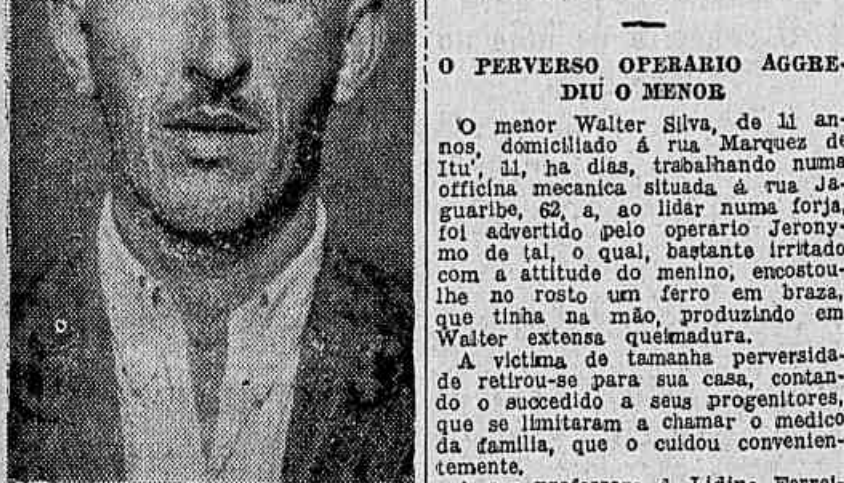 O PERVERSO OPERARIO AGGRE-
DIU O MENOR
O menor Walter Silva, de 11 an-
nos, domiciliado á rua Marquez de
Itu', 11, ha dias, trabalhando numa
officina mecanica situada á rua Ja-
guaribe, 62, a, ao lidar numa forja,
foi advertido pelo operario Jerony-
mo de tal, o qual, bastante irritado
com a attitude do menino, encostou-
lhe no rosto um ferro em braza,
que tinha na mão, produzindo em
Walter extensa queimadura.
A victima de tamanha perversida-
de retirou-se para sua casa, contan-
do o succedido a seus progenitores,
que se limitaram a chamar o medico
da familia, que o cuidou convenien-
temente.